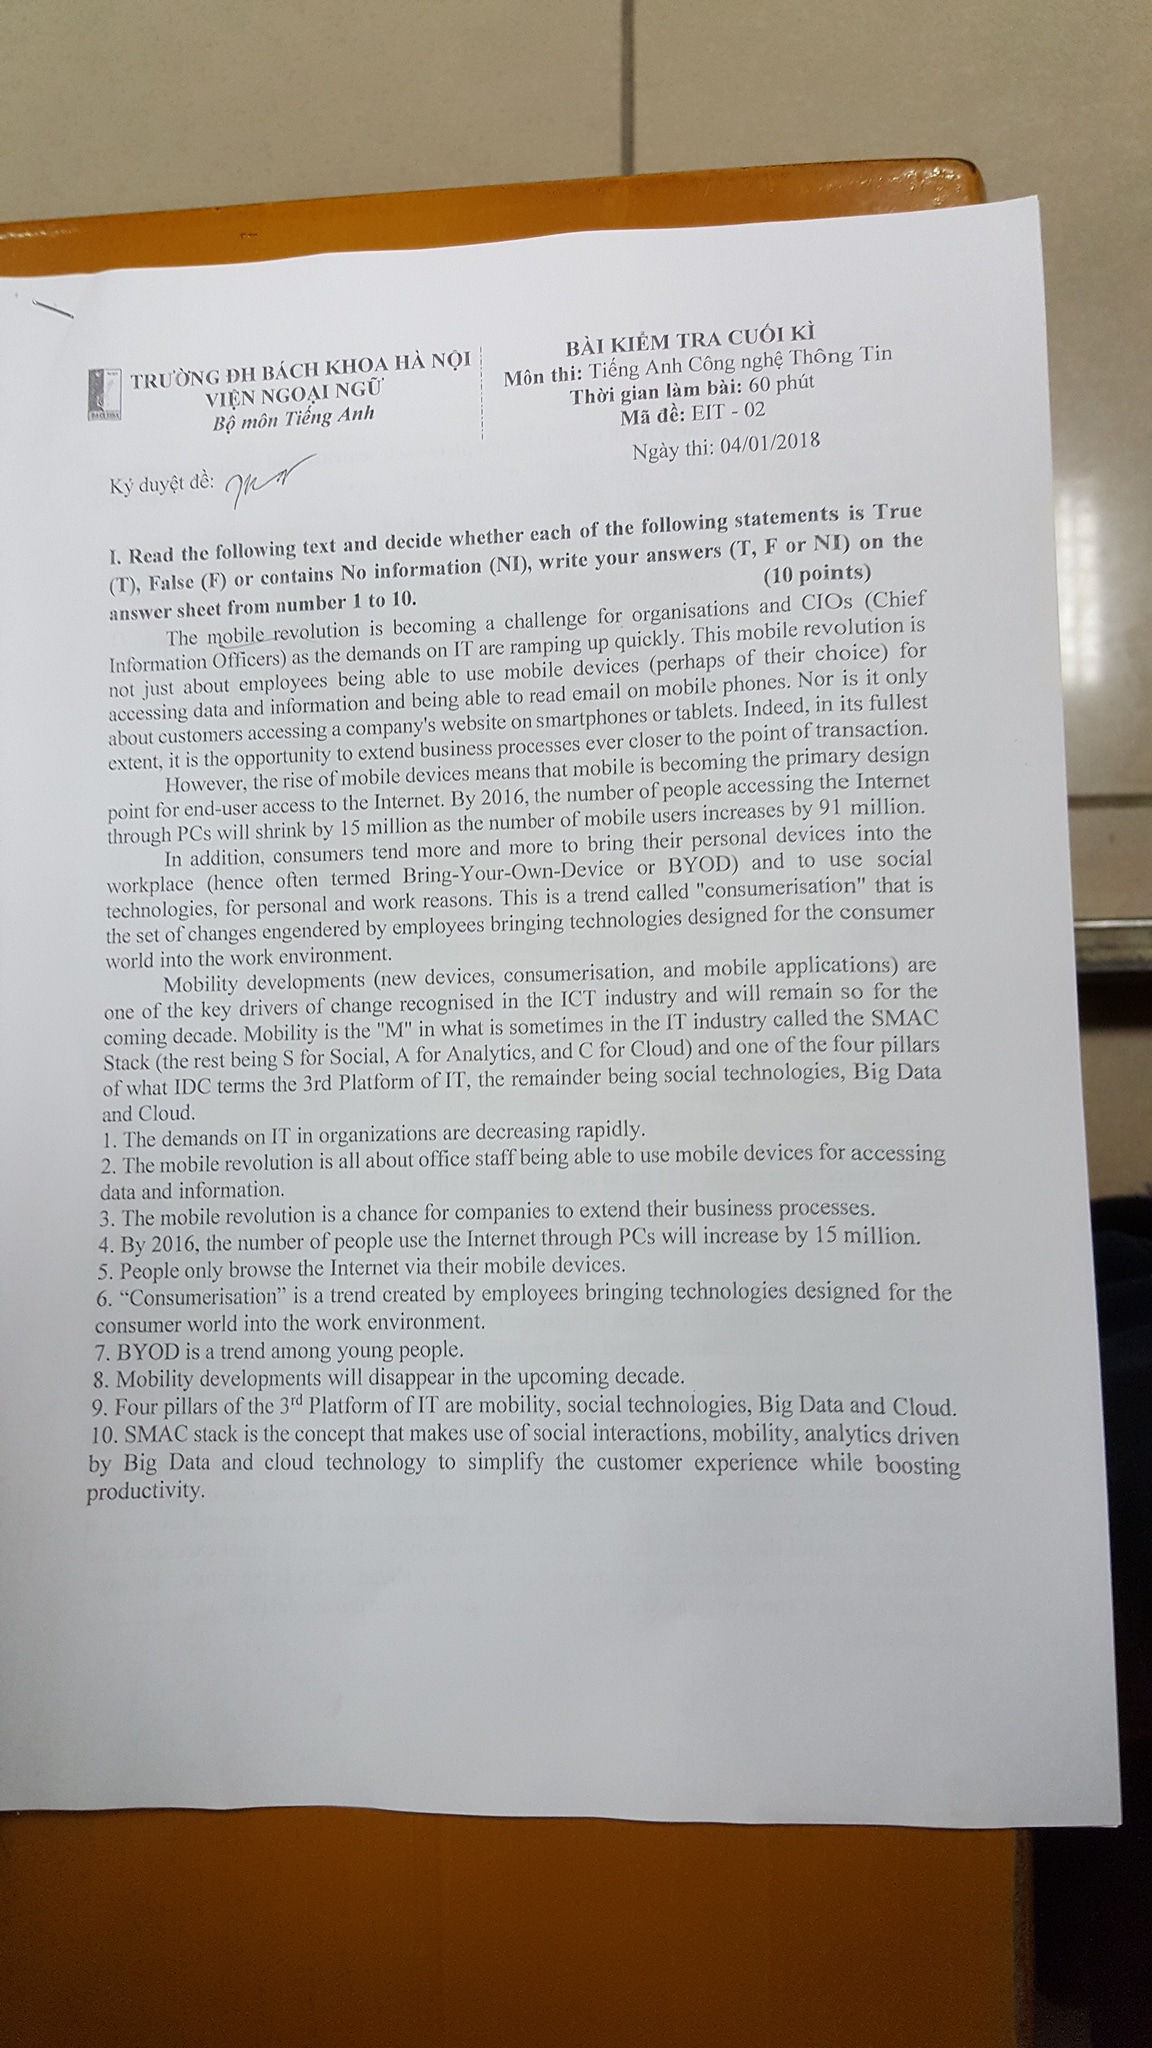 TRƯỜNG ĐH BÁCH KHOA HÀ NỘI
VIỆN NGOẠI NGỮ
Bộ môn Tiếng Anh
BÀI KIỂM TRA CUỐI KÌ
Môn thi: Tiếng Anh Công nghệ Thông Tin
Thời gian làm bài: 60 phút
Mã đề: EIT - 02
Ngày thi: 04/01/2018
Ký duyệt đề:
I. Read the following text and decide whether each of the following statements is True
(T), False (F) or contains No information (NI), write your answers (T, F or NI) on the
answer sheet from number 1 to 10. (10 points)
The mobile revolution is becoming a challenge for organisations and CIOs (Chief
Information Officers) as the demands on IT are ramping up quickly. This mobile revolution is
not just about employees being able to use mobile devices (perhaps of their choice) for
accessing data and information and being able to read email on mobile phones. Nor is it only
about customers accessing a company's website on smartphones or tablets. Indeed, in its fullest
extent, it is the opportunity to extend business processes ever closer to the point of transaction.
However, the rise of mobile devices means that mobile is becoming the primary design
point for end-user access to the Internet. By 2016, the number of people accessing the Internet
through PCs will shrink by 15 million as the number of mobile users increases by 91 million.
In addition, consumers tend more and more to bring their personal devices into the
workplace (hence often termed Bring-Your-Own-Device or BYOD) and to use social
technologies, for personal and work reasons. This is a trend called "consumerisation" that is
the set of changes engendered by employees bringing technologies designed for the consumer
world into the work environment.
Mobility developments (new devices, consumerisation, and mobile applications) are
one of the key drivers of change recognised in the ICT industry and will remain so for the
coming decade. Mobility is the "M" in what is sometimes in the IT industry called the SMAC
Stack (the rest being S for Social, A for Analytics, and C for Cloud) and one of the four pillars
of what IDC terms the 3rd Platform of IT, the remainder being social technologies, Big Data
and Cloud.
1. The demands on IT in organizations are decreasing rapidly.
2. The mobile revolution is all about office staff being able to use mobile devices for accessing
data and information.
3. The mobile revolution is a chance for companies to extend their business processes.
4. By 2016, the number of people use the Internet through PCs will increase by 15 million.
5. People only browse the Internet via their mobile devices.
6. “Consumerisation” is a trend created by employees bringing technologies designed for the
consumer world into the work environment.
7. BYOD is a trend among young people.
8. Mobility developments will disappear in the upcoming decade.
9. Four pillars of the 3rd Platform of IT are mobility, social technologies, Big Data and Cloud.
10. SMAC stack is the concept that makes use of social interactions, mobility, analytics driven
by Big Data and cloud technology to simplify the customer experience while boosting
productivity.